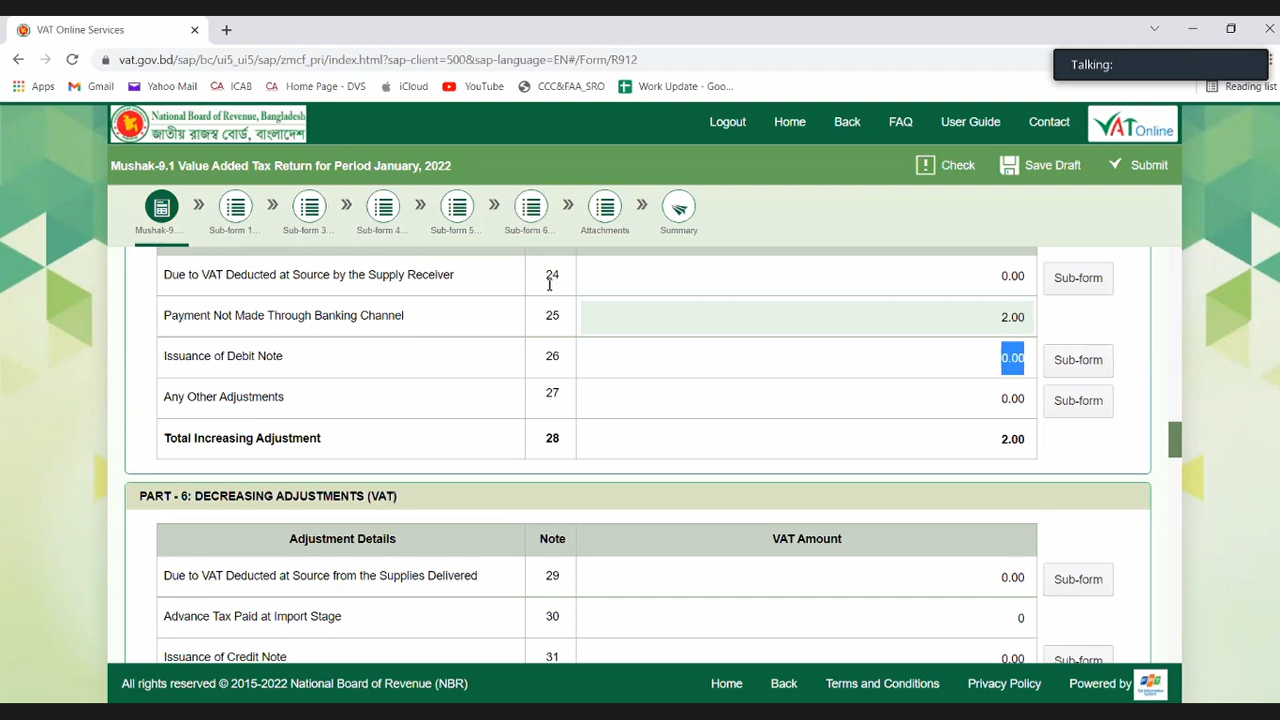 VAT Online Services
vat.gov.bd/sap/bc/ui5_ui5/sap/zmcf_pri/index.html?sap-client=500&sap-language=EN#/Form/R912
Talking:
Apps Gmail Yahoo Mail ICAB Home Page - DVS iCloud YouTube CCC&FAA_SRO Work Update - Goo... Reading list
National Board of Revenue, Bangladesh
জাতীয় রাজস্ব বোর্ড, বাংলাদেশ
Logout Home Back FAQ User Guide Contact VAT Online
Mushak-9.1 Value Added Tax Return for Period January, 2022 Check Save Draft Submit
Mushak-9.... Sub-form 1... Sub-form 3... Sub-form 4... Sub-form 5... Sub-form 6... Attachments Summary
Due to VAT Deducted at Source by the Supply Receiver 24 0.00 Sub-form
Payment Not Made Through Banking Channel 25 2.00
Issuance of Debit Note 26 0.00 Sub-form
Any Other Adjustments 27 0.00 Sub-form
Total Increasing Adjustment 28 2.00
PART - 6: DECREASING ADJUSTMENTS (VAT)
Adjustment Details Note VAT Amount
Due to VAT Deducted at Source from the Supplies Delivered 29 0.00 Sub-form
Advance Tax Paid at Import Stage 30 0
Issuance of Credit Note 31 0.00 Sub-form
All rights reserved © 2015-2022 National Board of Revenue (NBR) Home Back Terms and Conditions Privacy Policy Powered by FPT